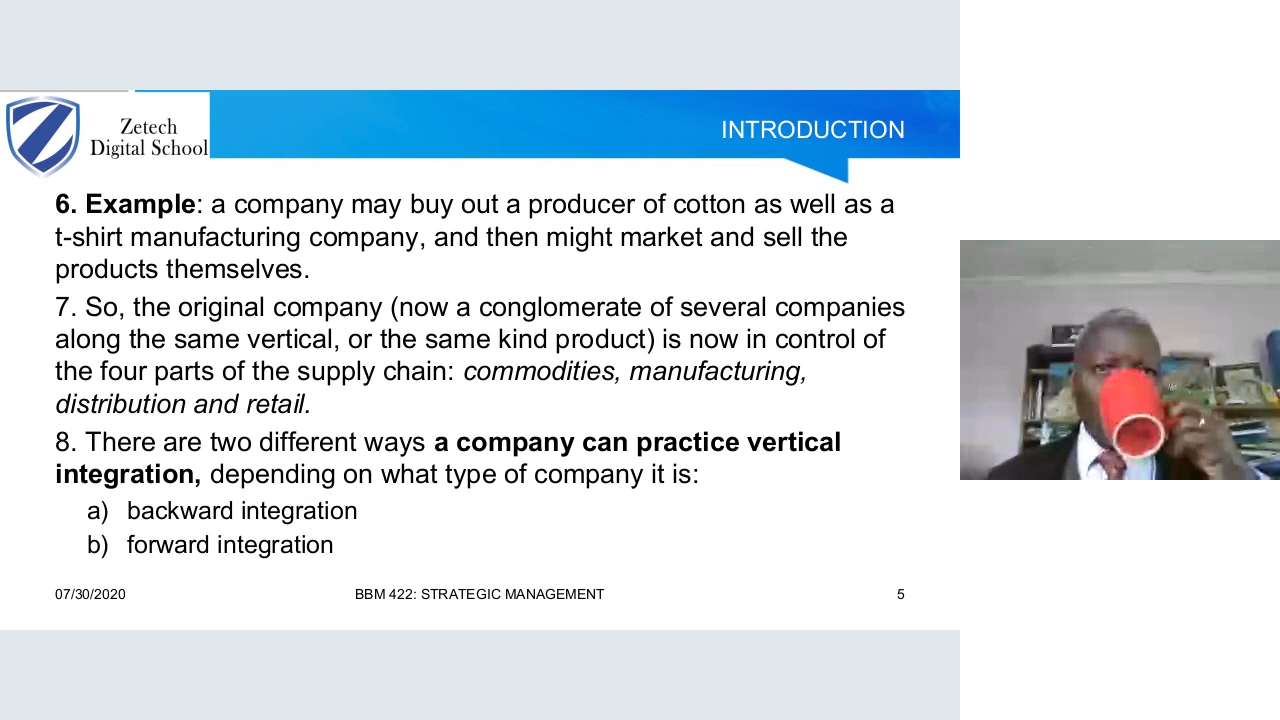 Zetech
Digital School
INTRODUCTION
6. Example: a company may buy out a producer of cotton as well as a
t-shirt manufacturing company, and then might market and sell the
products themselves.
7. So, the original company (now a conglomerate of several companies
along the same vertical, or the same kind product) is now in control of
the four parts of the supply chain: commodities, manufacturing,
distribution and retail.
8. There are two different ways a company can practice vertical
integration, depending on what type of company it is:
a) backward integration
b) forward integration
07/30/2020
BBM 422: STRATEGIC MANAGEMENT
5